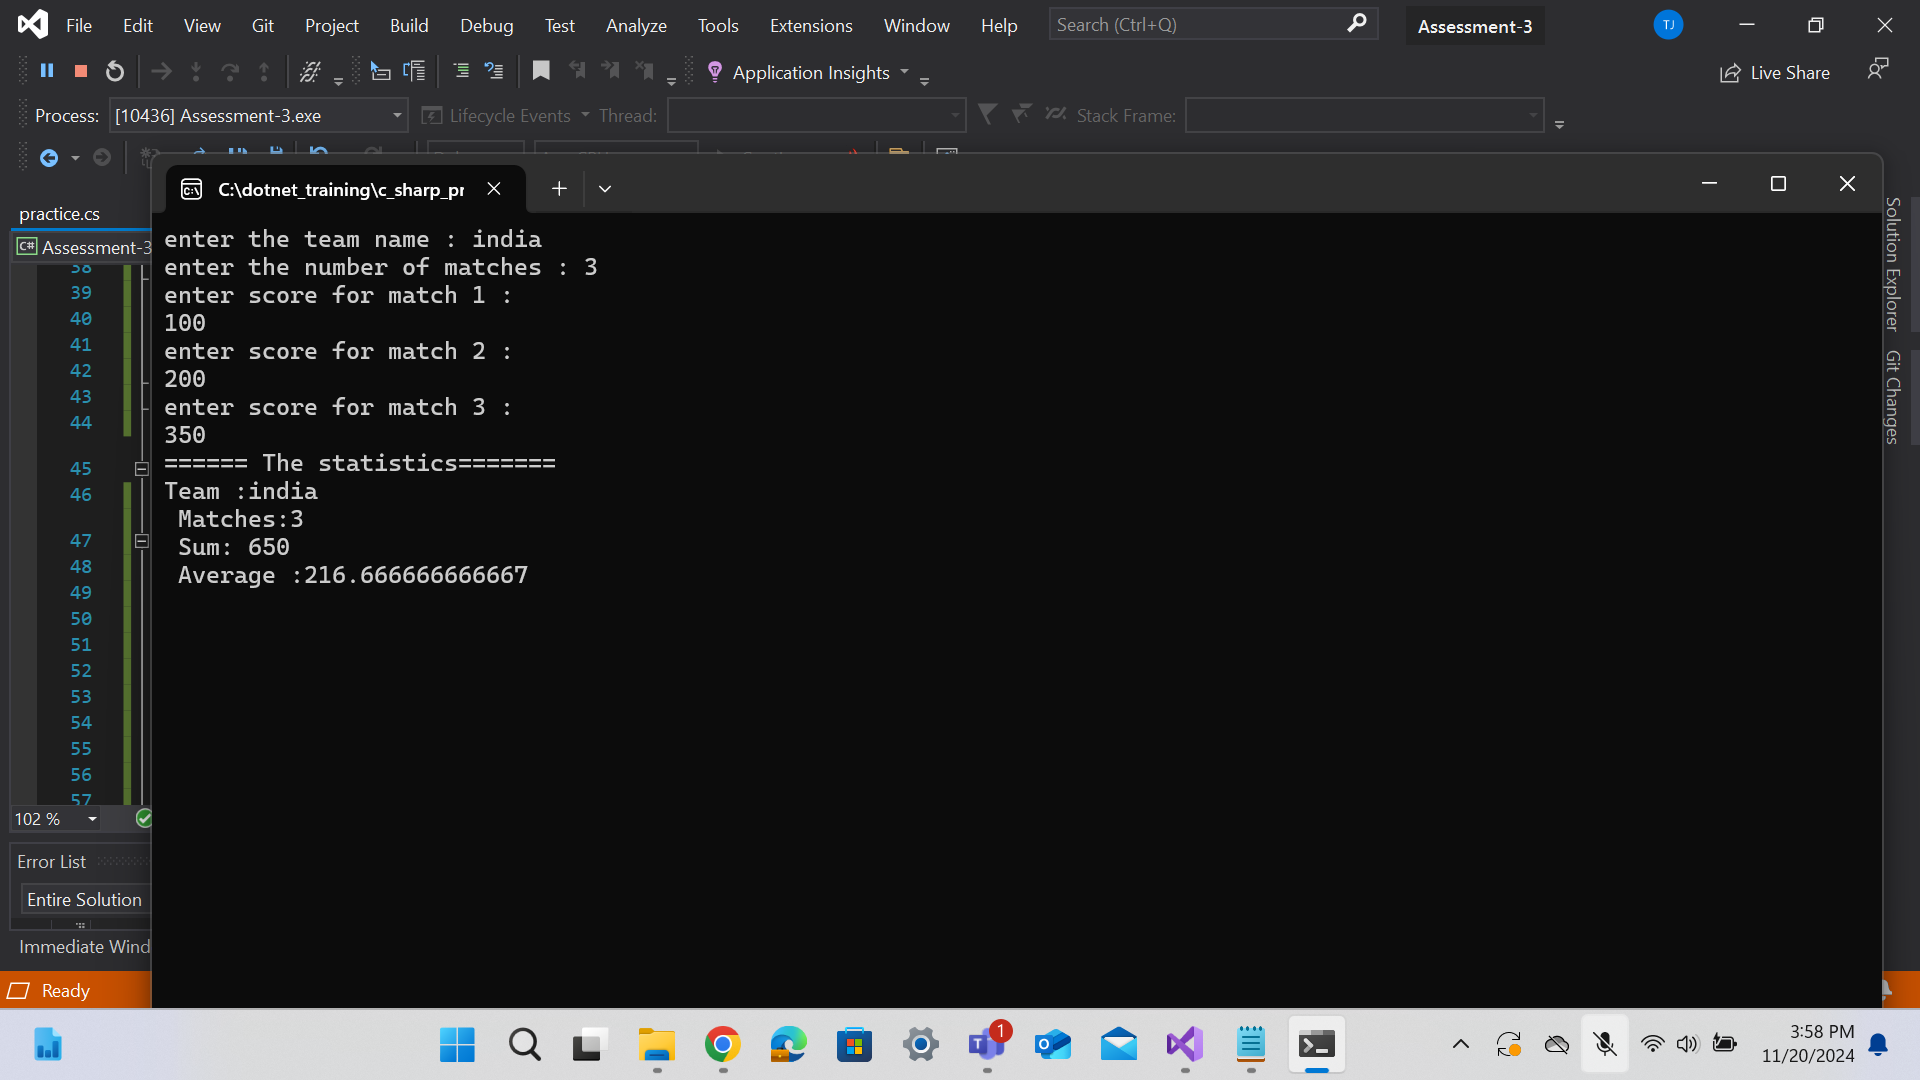 File Edit View Git Project Build Debug Test Analyze Tools Extensions Window Help Search (Ctrl+Q) Assessment-3 TJ
Application Insights Live Share
Process: [10436] Assessment-3.exe Lifecycle Events Thread: Stack Frame:
C:\dotnet_training\c_sharp_pr
practice.cs
C# Assessment-3
38
39
40
41
42
43
44
45
46
47
48
49
50
51
52
53
54
55
56
57
102 %
enter the team name : india
enter the number of matches : 3
enter score for match 1 :
100
enter score for match 2 :
200
enter score for match 3 :
350
====== The statistics=======
Team :india
Matches:3
Sum: 650
Average :216.666666666667
Solution Explorer
Git Changes
Error List
Entire Solution
Immediate Wind
Ready
1
3:58 PM
11/20/2024